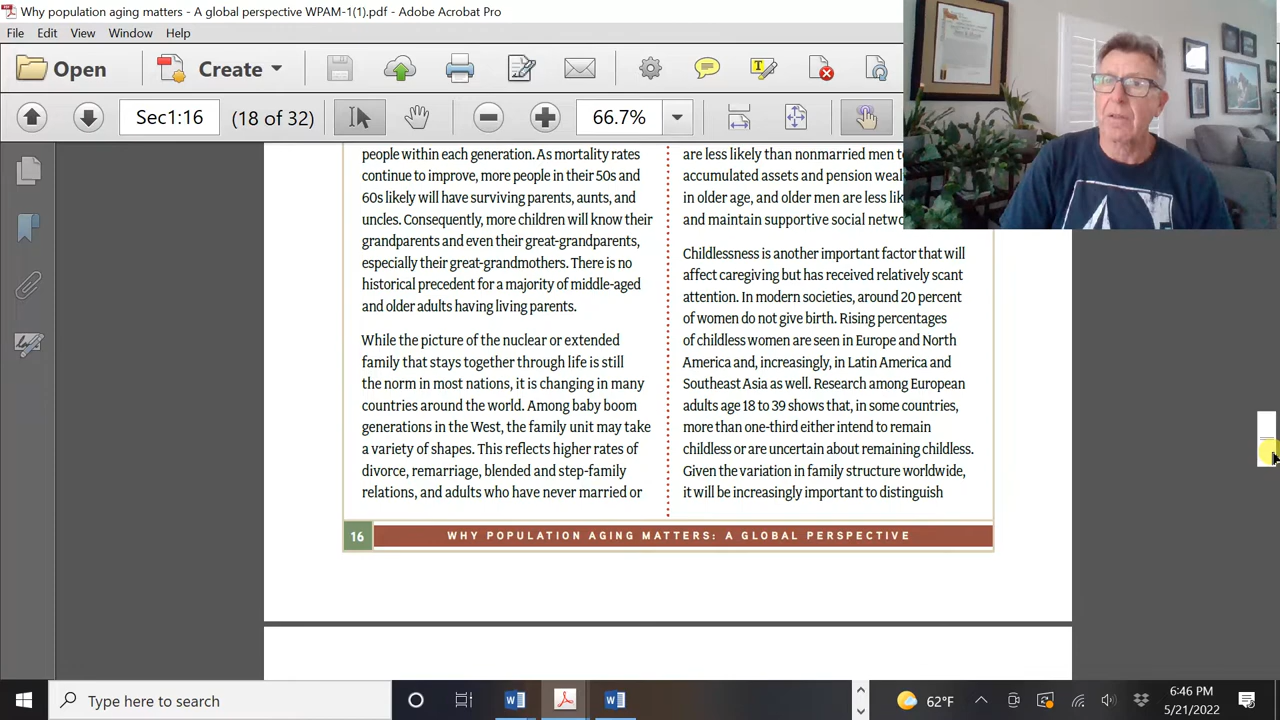 Why population aging matters - A global perspective WPAM-1(1).pdf - Adobe Acrobat Pro
File Edit View Window Help
Open Create
Sec1:16 (18 of 32) 66.7%
people within each generation. As mortality rates
continue to improve, more people in their 50s and
60s likely will have surviving parents, aunts, and
uncles. Consequently, more children will know their
grandparents and even their great-grandparents,
especially their great-grandmothers. There is no
historical precedent for a majority of middle-aged
and older adults having living parents.
While the picture of the nuclear or extended
family that stays together through life is still
the norm in most nations, it is changing in many
countries around the world. Among baby boom
generations in the West, the family unit may take
a variety of shapes. This reflects higher rates of
divorce, remarriage, blended and step-family
relations, and adults who have never married or
are less likely than nonmarried men to
accumulated assets and pension weal
in older age, and older men are less lik
and maintain supportive social netwo
Childlessness is another important factor that will
affect caregiving but has received relatively scant
attention. In modern societies, around 20 percent
of women do not give birth. Rising percentages
of childless women are seen in Europe and North
America and, increasingly, in Latin America and
Southeast Asia as well. Research among European
adults age 18 to 39 shows that, in some countries,
more than one-third either intend to remain
childless or are uncertain about remaining childless.
Given the variation in family structure worldwide,
it will be increasingly important to distinguish
16 WHY POPULATION AGING MATTERS: A GLOBAL PERSPECTIVE
Type here to search
62°F
6:46 PM
5/21/2022